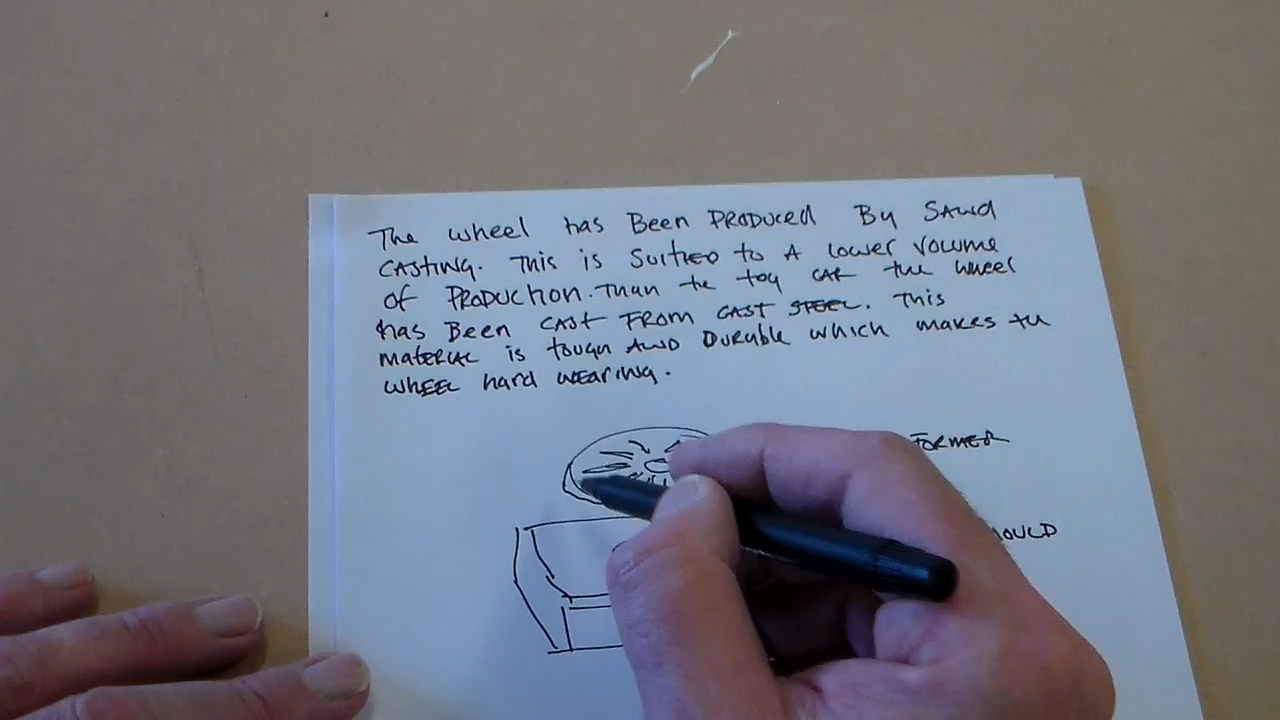 The wheel has Been PRODUCED By SAND
CASTING. This is SuitED to A lower Volume
of PRODUCtION. Than the toy CAR the wheel
has Been CAST FROM CAST STEEL. This
MATERIAL is tough AND DURable which makes the
WHEEL hard WEARING.
FORMER
MOULD